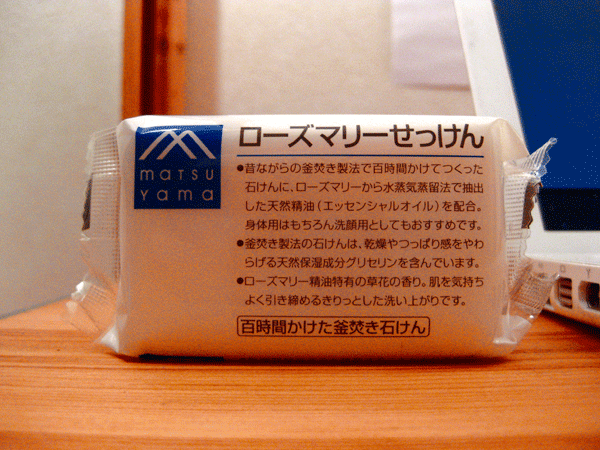 matsu
yama
ローズマリーせっけん
●昔ながらの釜焚き製法で百時間かけてつくった
石けんに、ローズマリーから水蒸気蒸留法で抽出
した天然精油(エッセンシャルオイル)を配合。
身体用はもちろん洗顔用としてもおすすめです。
●釜焚き製法の石けんは、乾燥やつっぱり感をやわ
らげる天然保湿成分グリセリンを含んでいます。
●ローズマリー精油特有の草花の香り。肌を気持ち
よく引き締めるきりっとした洗い上がりです。
百時間かけた釜焚き石けん